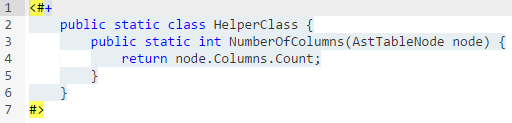 1 <#+
2     public static class HelperClass {
3         public static int NumberOfColumns(AstTableNode node) {
4             return node.Columns.Count;
5         }
6     }
7 #>